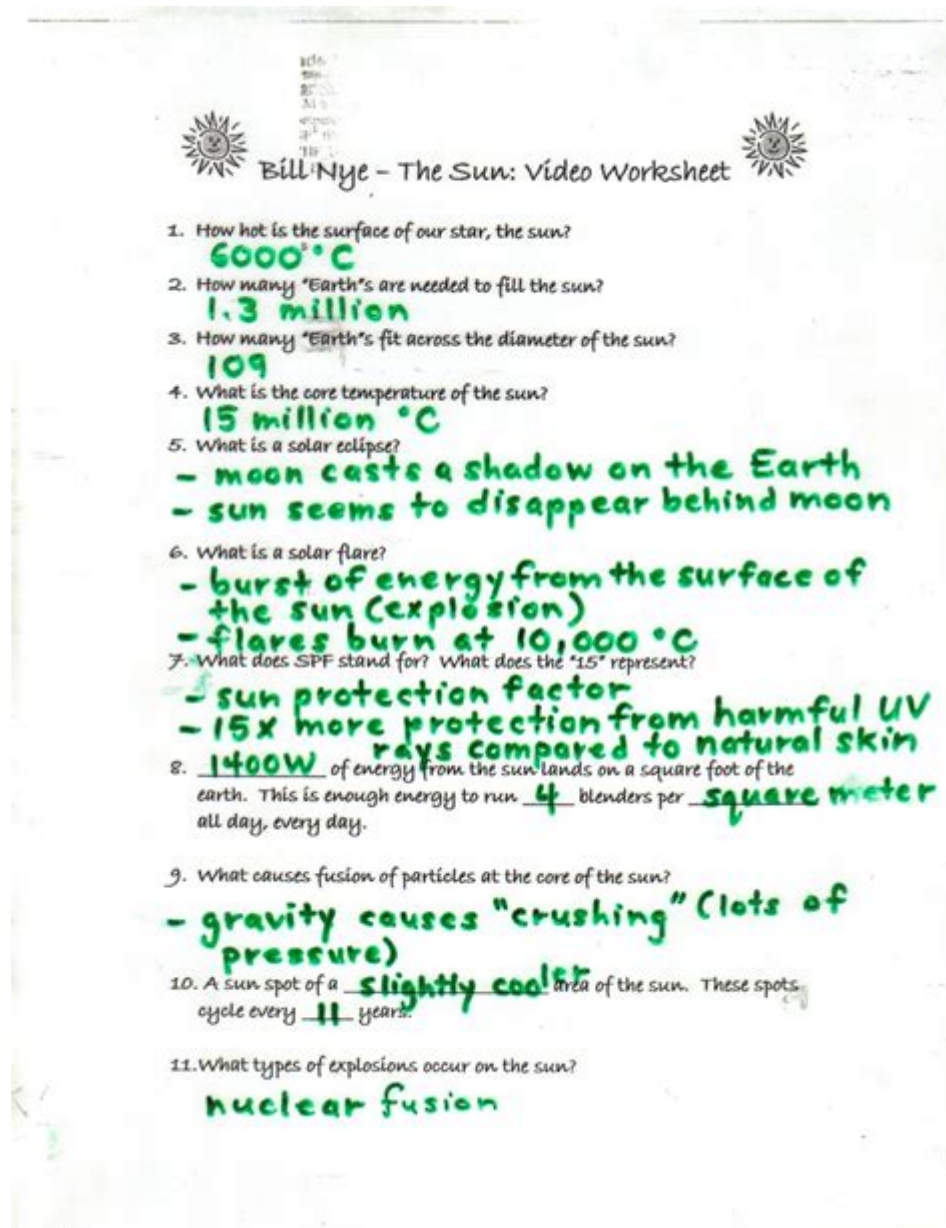 Bill Nye – The Sun: Video Worksheet
1. How hot is the surface of our star, the sun?
6000°C
2. How many "Earth"s are needed to fill the sun?
1.3 million
3. How many "Earth"s fit across the diameter of the sun?
109
4. What is the core temperature of the sun?
15 million °C
5. What is a solar eclipse?
- moon casts a shadow on the Earth
- sun seems to disappear behind moon
6. What is a solar flare?
- burst of energy from the surface of
the sun (explosion)
- flares burn at 10,000 °C
7. What does SPF stand for? What does the "15" represent?
- sun protection factor
- 15x more protection from harmful UV
rays compared to natural skin
8. 1400W of energy from the sun lands on a square foot of the
earth. This is enough energy to run 4 blenders per square meter
all day, every day.
9. What causes fusion of particles at the core of the sun?
- gravity causes "crushing" (lots of
pressure)
10. A sun spot of a slightly cooler area of the sun. These spots
cycle every 11 years.
11. What types of explosions occur on the sun?
nuclear fusion